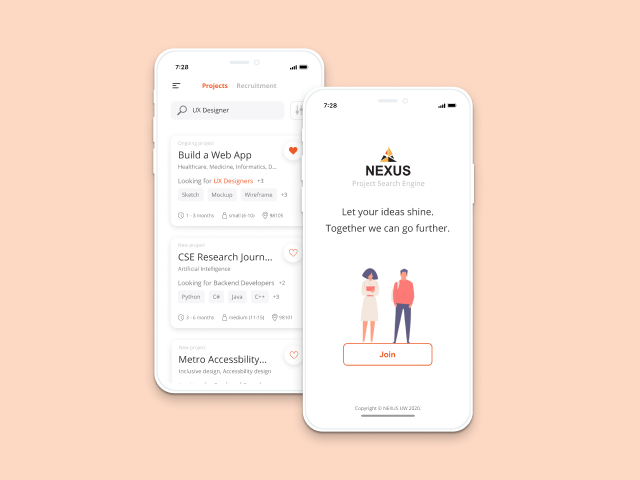 7:28
Projects
Recruitment
UX Designer
Ongoing project
Build a Web App
Healthcare, Medicine, Informatics, D...
Looking for UX Designers +3
Sketch Mockup Wireframe +3
1 - 3 months small (6-10) 98105
New project
CSE Research Journ...
Artificial Intelligence
Looking for Backend Developers +2
Python C# Java C++ +3
3 - 6 months medium (11-15) 98101
New project
Metro Accessbility...
Inclusive design, Accessbility design
7:28
NEXUS
Project Search Engine
Let your ideas shine.
Together we can go further.
Join
Copyright © NEXUS UW 2020.